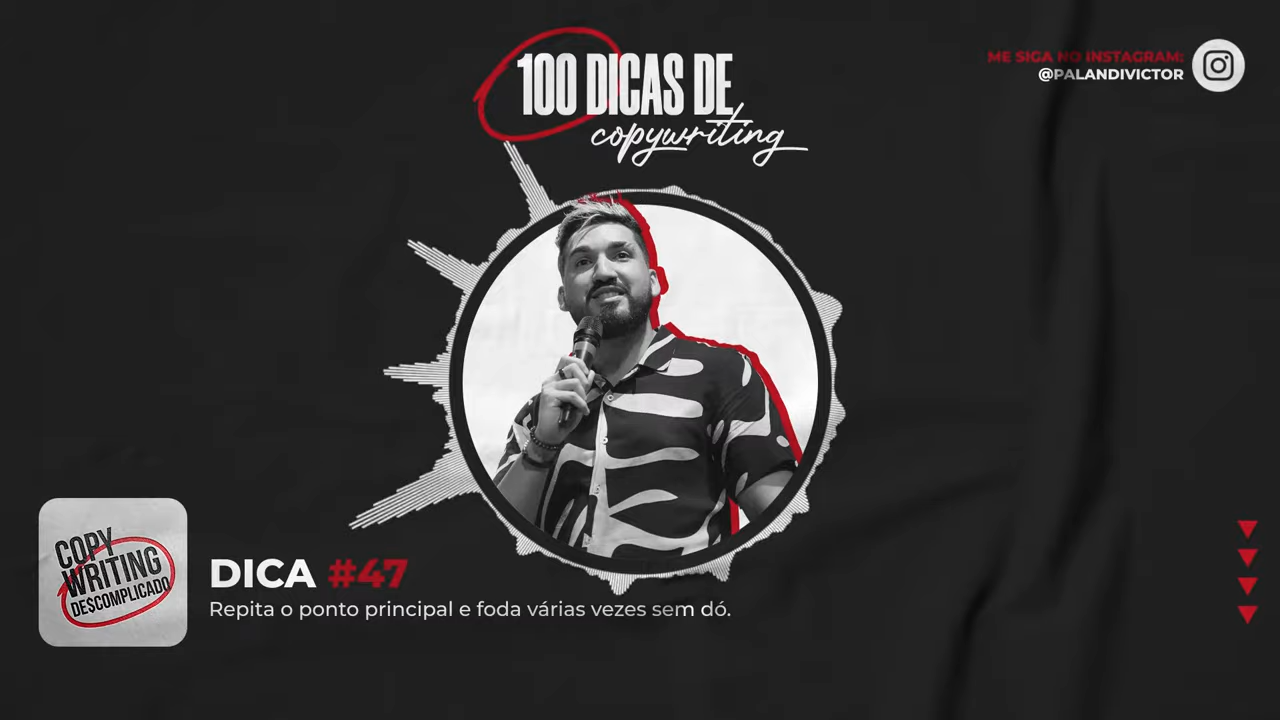 100 DICAS DE
copywriting
ME SIGA NO INSTAGRAM:
@PALANDIVICTOR
COPY
WRITING
DESCOMPLICADO
DICA #47
Repita o ponto principal e foda várias vezes sem dó.